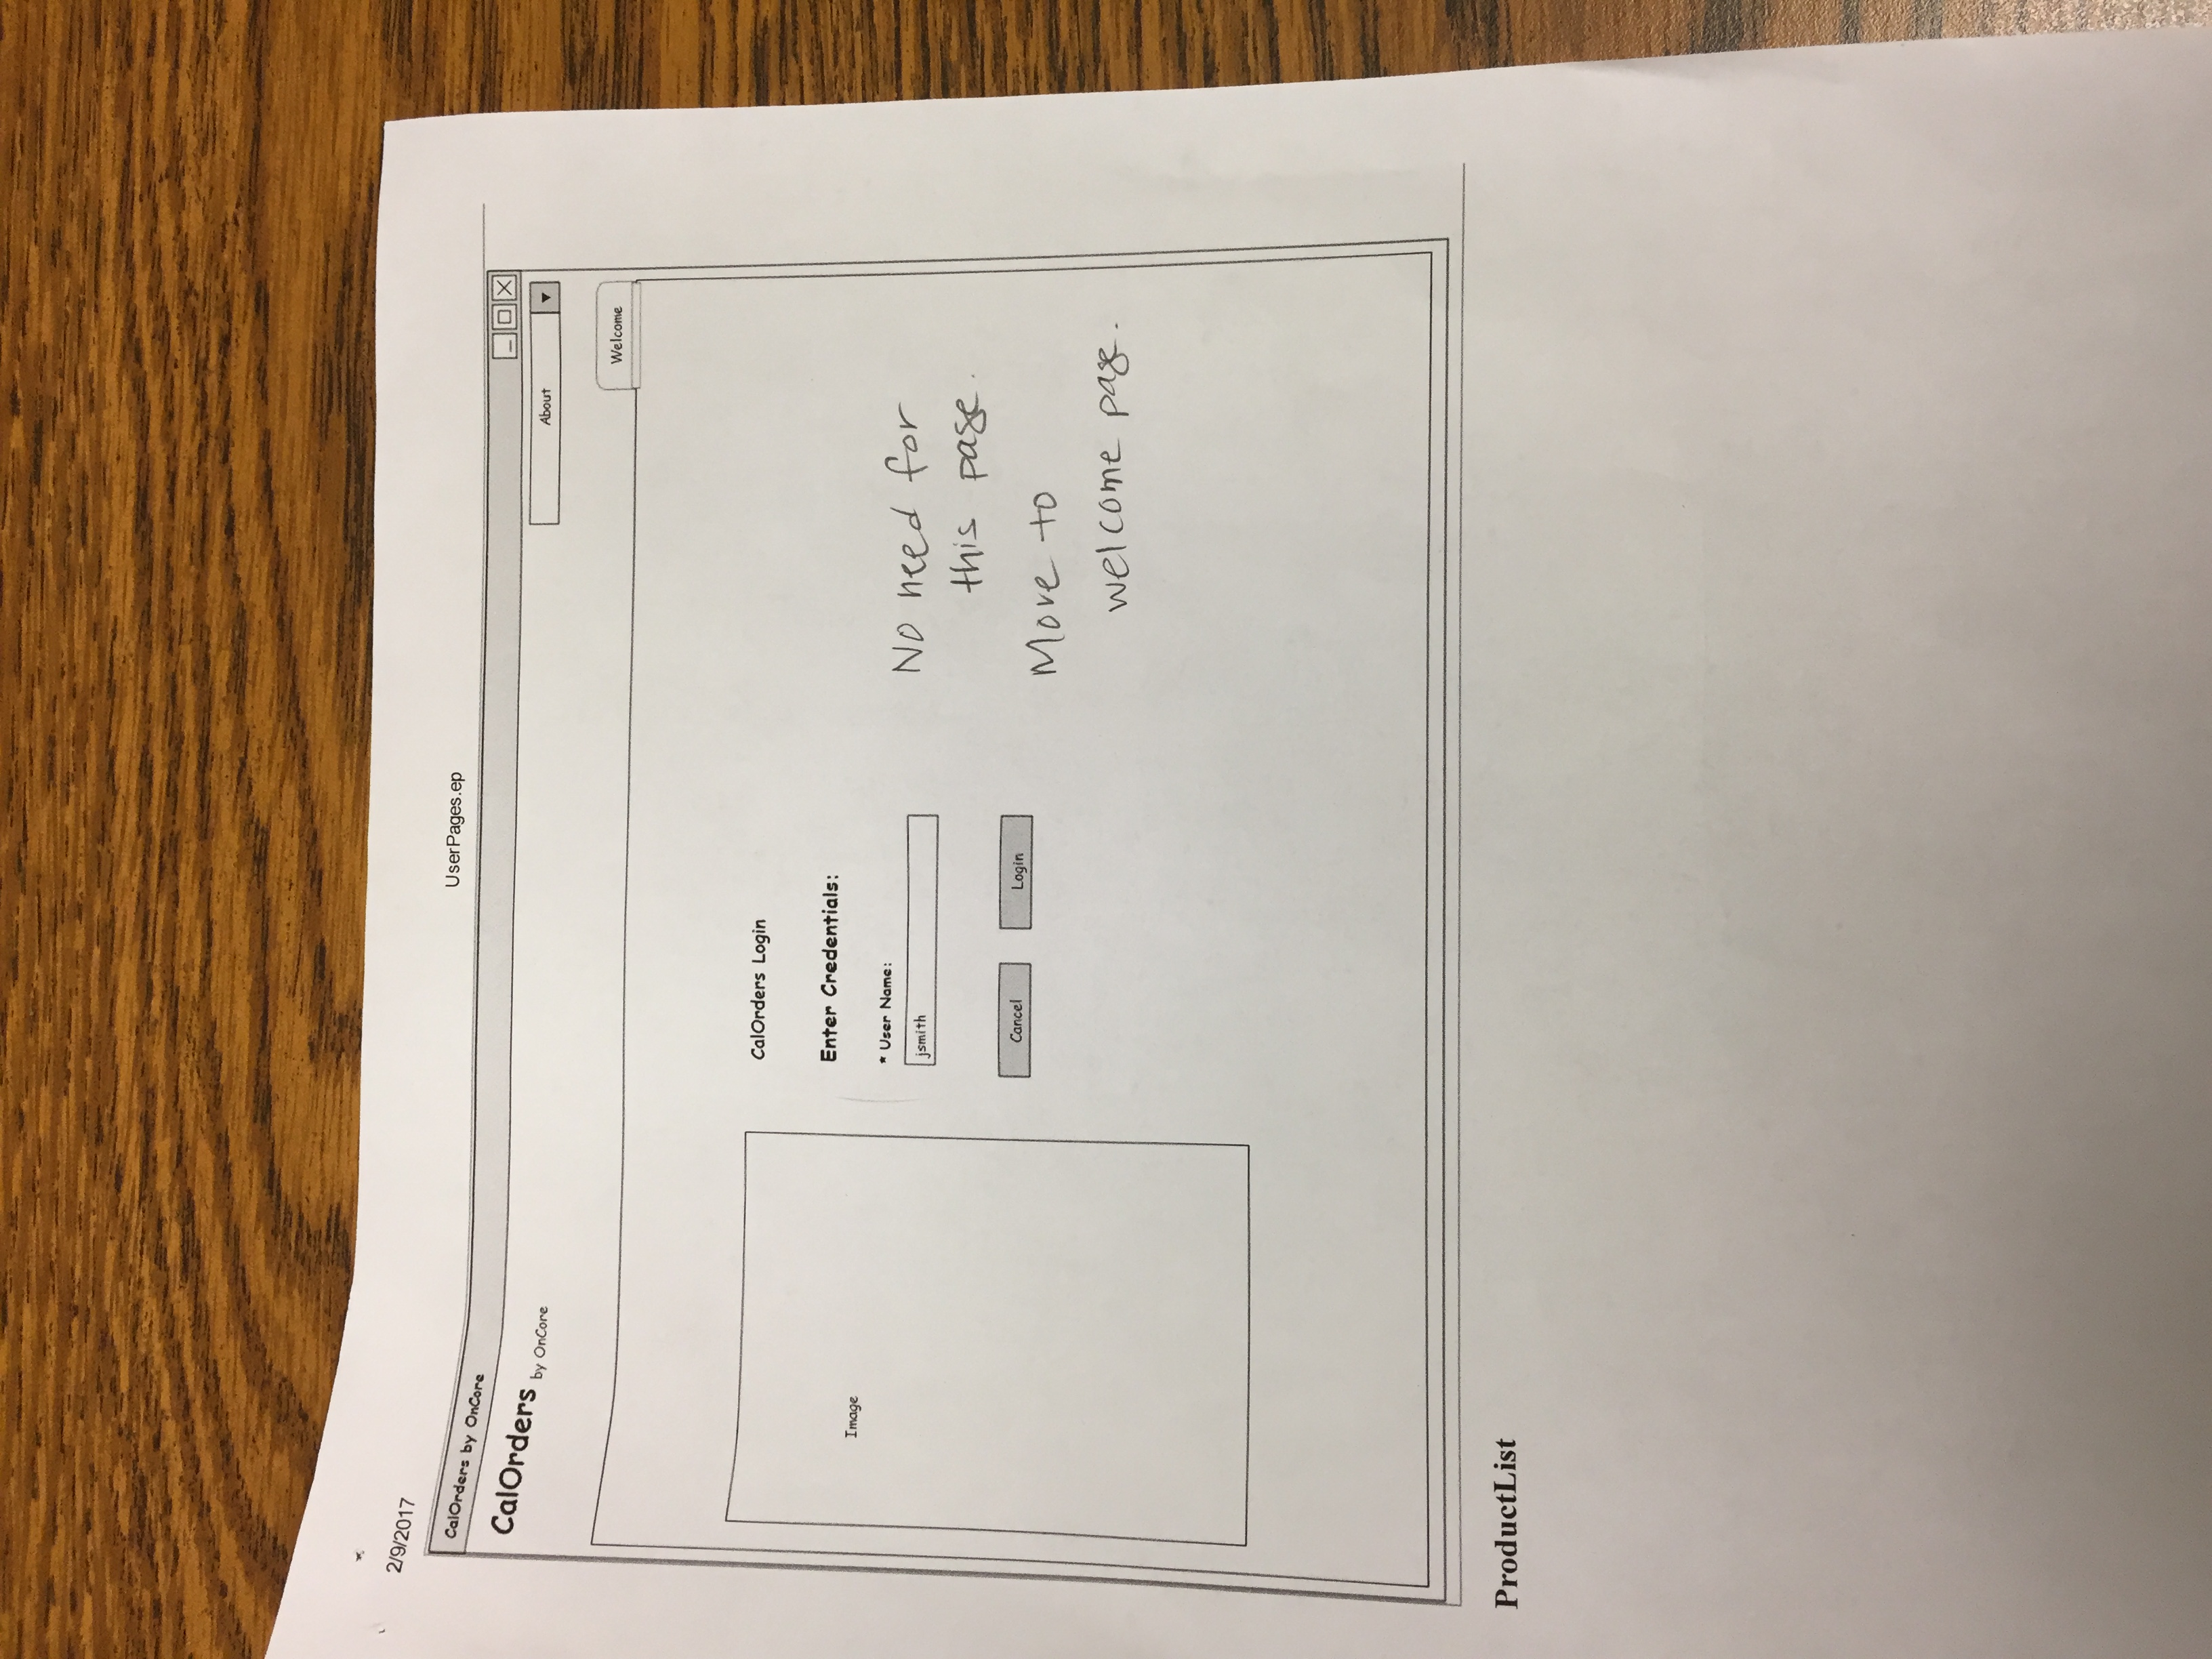 2/9/2017
UserPages.ep
CalOrders by OnCore
CalOrders by OnCore
About
Welcome
CalOrders Login
Image
Enter Credentials:
* User Name:
jsmith
Cancel
Login
No need for
this page.
Move to
welcome page.
ProductList